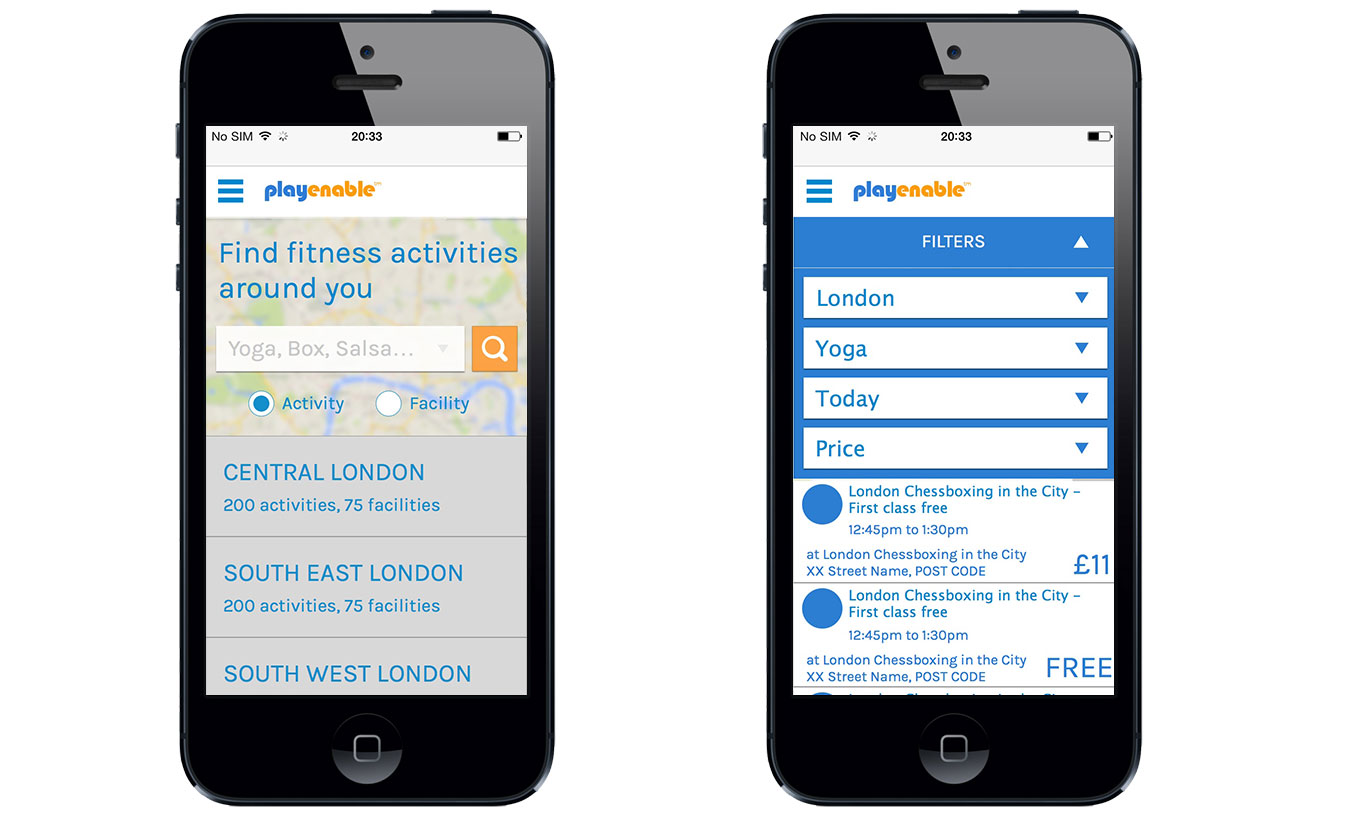 No SIM 20:33
playenable
Find fitness activities
around you
Yoga, Box, Salsa...
Activity Facility
CENTRAL LONDON
200 activities, 75 facilities
SOUTH EAST LONDON
200 activities, 75 facilities
SOUTH WEST LONDON
No SIM 20:33
playenable
FILTERS
London
Yoga
Today
Price
London Chessboxing in the City –
First class free
12:45pm to 1:30pm
at London Chessboxing in the City
XX Street Name, POST CODE
£11
London Chessboxing in the City –
First class free
12:45pm to 1:30pm
at London Chessboxing in the City
XX Street Name, POST CODE
FREE